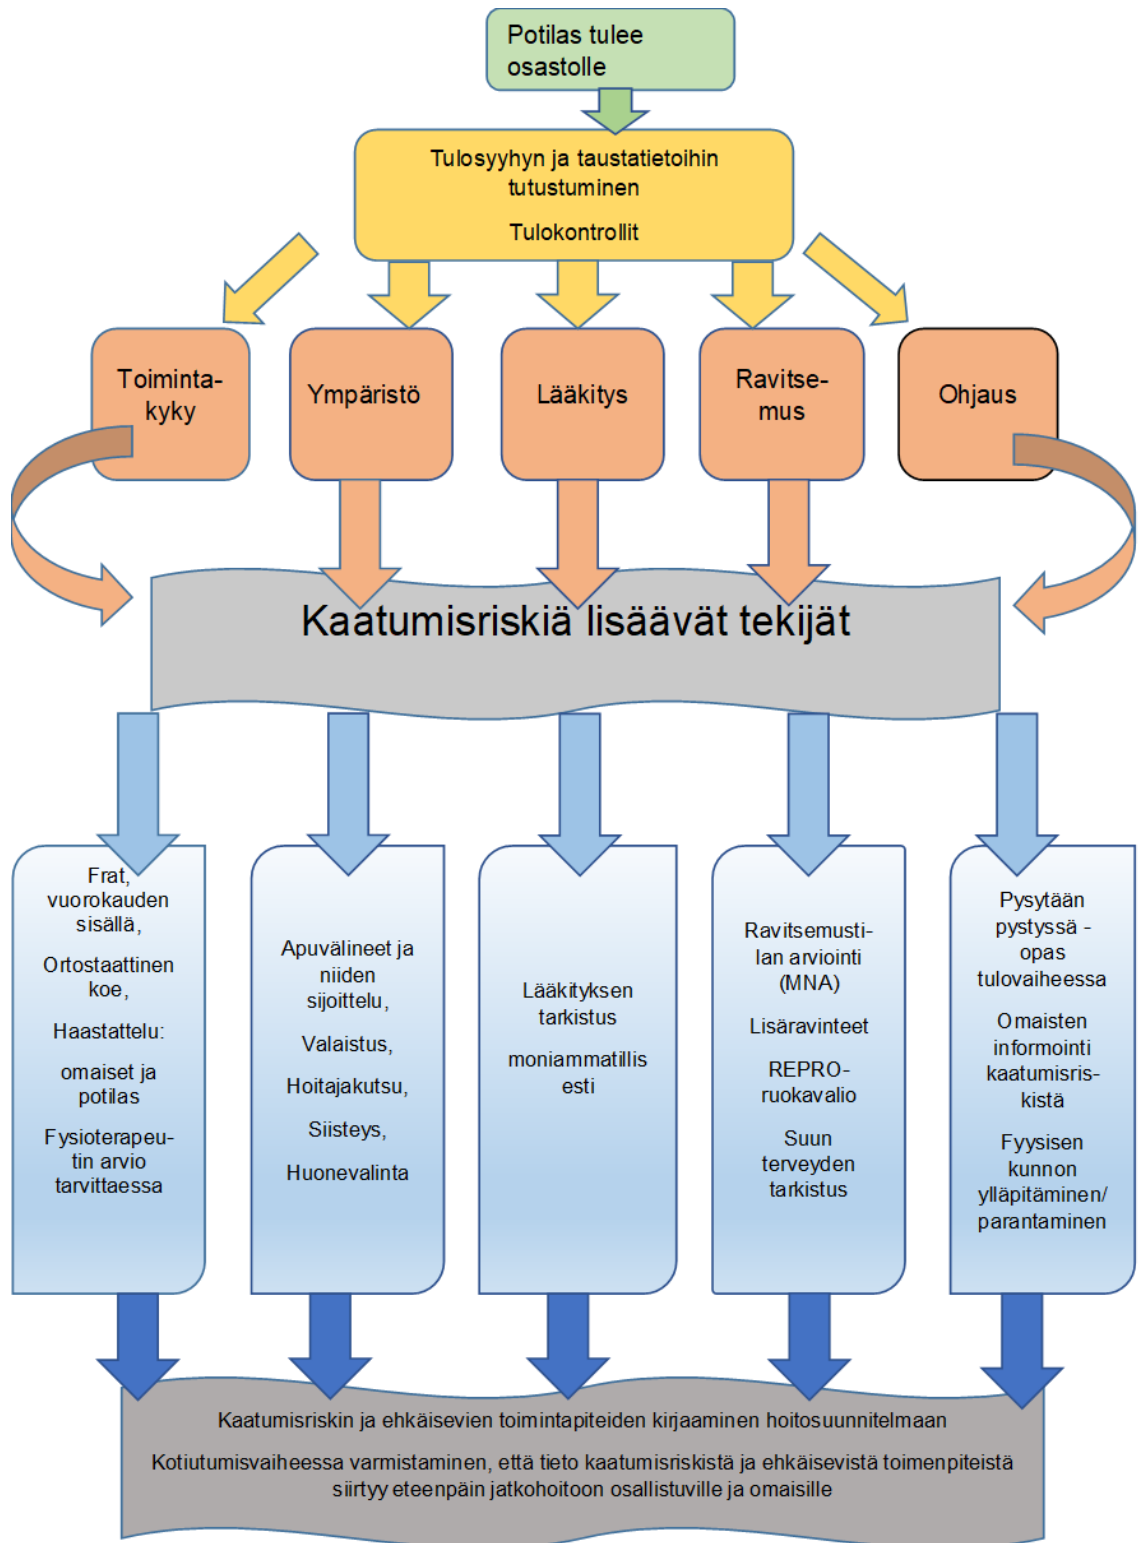 Potilas tulee
osastolle
Tulosyyhyn ja taustatietoihin
tutustuminen
Tulokontrollit
Toiminta-
kyky
Ympäristö
Lääkitys
Ravitse-
mus
Ohjaus
Kaatumisriskiä lisäävät tekijät
Frat,
vuorokauden
sisällä,
Ortostaattinen
koe,
Haastattelu:
omaiset ja
potilas
Fysioterapeu-
tin arvio
tarvittaessa
Apuvälineet ja
niiden
sijoittelu,
Valaistus,
Hoitajakutsu,
Siisteys,
Huonevalinta
Lääkityksen
tarkistus
moniammatillis
esti
Ravitsemusti-
lan arviointi
(MNA)
Lisäravinteet
REPRO-
ruokavalio
Suun
terveyden
tarkistus
Pysytään
pystyssä -
opas
tulovaiheessa
Omaisten
informointi
kaatumisris-
kistä
Fyysisen
kunnon
ylläpitäminen/
parantaminen
Kaatumisriskin ja ehkäisevien toimintapiteiden kirjaaminen hoitosuunnitelmaan
Kotiutumisvaiheessa varmistaminen, että tieto kaatumisriskistä ja ehkäisevistä toimenpiteistä
siirtyy eteenpäin jatkohoitoon osallistuville ja omaisille